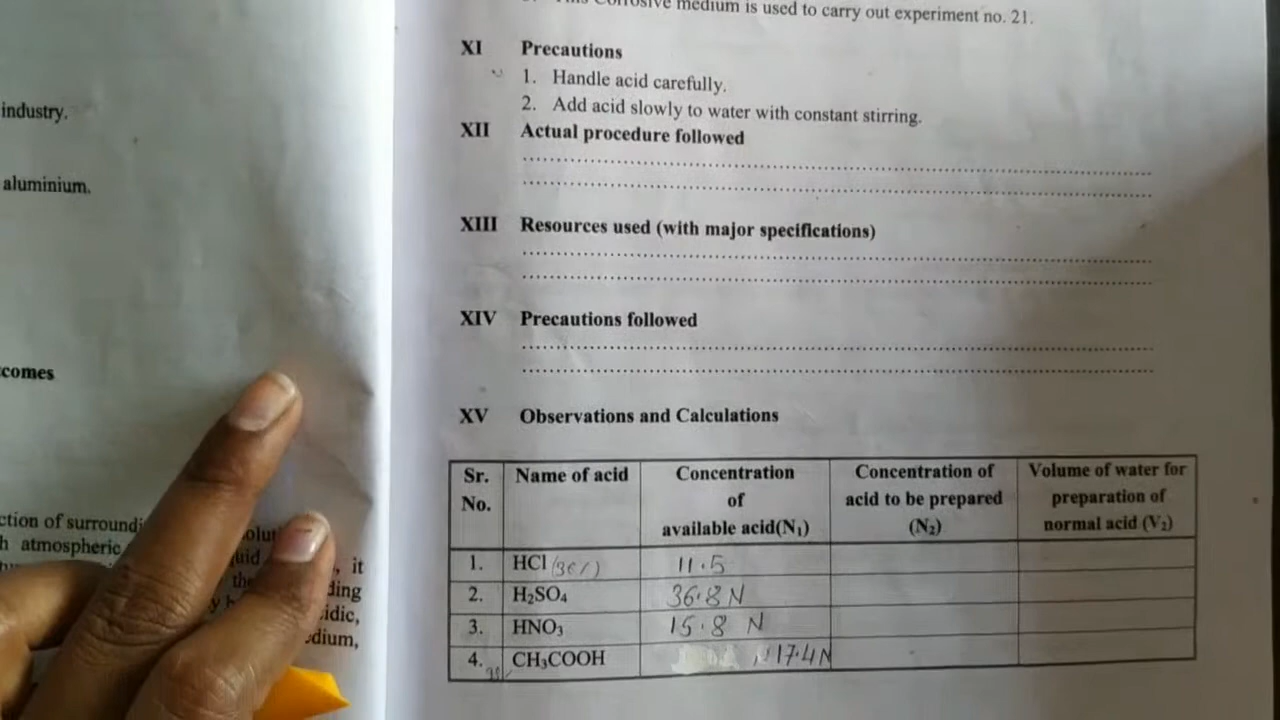 Corrosive medium is used to carry out experiment no. 21.
XI Precautions
1. Handle acid carefully.
2. Add acid slowly to water with constant stirring.
XII Actual procedure followed
XIII Resources used (with major specifications)
XIV Precautions followed
XV Observations and Calculations
Sr. No. Name of acid Concentration of available acid(N₁) Concentration of acid to be prepared (N₂) Volume of water for preparation of normal acid (V₂)
1. HCl 11.5
2. H₂SO₄ 36.8 N
3. HNO₃ 15.8 N
4. CH₃COOH 17.4N
industry.
aluminium.
comes
ction of surroundi
h atmospheric
it
the ding
idic,
dium,